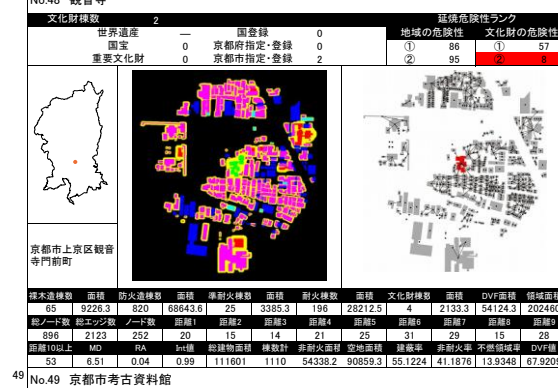 No.48 観音寺
文化財棟数 2 延焼危険性ランク
世界遺産 — 国登録 0 地域の危険性 文化財の危険性
国宝 0 京都府指定・登録 0 ① 86 ① 57
重要文化財 0 京都市指定・登録 2 ② 95 ② 8
京都市上京区観音
寺門前町
裸木造棟数 面積 防火造棟数 面積 準耐火棟数 面積 耐火棟数 面積 文化財棟数 面積 DVF面積 領域面積
65 9226.3 820 68643.6 25 3385.3 196 28212.5 4 2133.3 54124.3 202460
総ノード数 総エッジ数 ノード数 距離1 距離2 距離3 距離4 距離5 距離6 距離7 距離8 距離9
896 2123 252 20 15 14 21 25 31 29 15 28
距離10以上 MD RA Int値 総建物面積 棟数計 非耐火面積 空地面積 建蔽率 非耐火率 不燃領域率 DVF値
53 6.51 0.04 0.99 111601 1110 54338.2 90859.3 55.1224 41.1876 13.9348 67.9209
49 No.49 京都市考古資料館